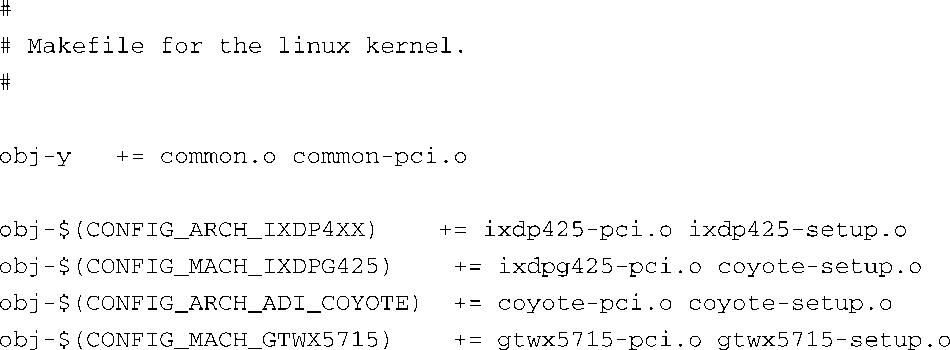 #
# Makefile for the linux kernel.
#
obj-y   += common.o common-pci.o
obj-$(CONFIG_ARCH_IXDP4XX)    += ixdp425-pci.o ixdp425-setup.o
obj-$(CONFIG_MACH_IXDPG425)    += ixdpg425-pci.o coyote-setup.o
obj-$(CONFIG_ARCH_ADI_COYOTE)  += coyote-pci.o coyote-setup.o
obj-$(CONFIG_MACH_GTWX5715)    += gtwx5715-pci.o gtwx5715-setup.o